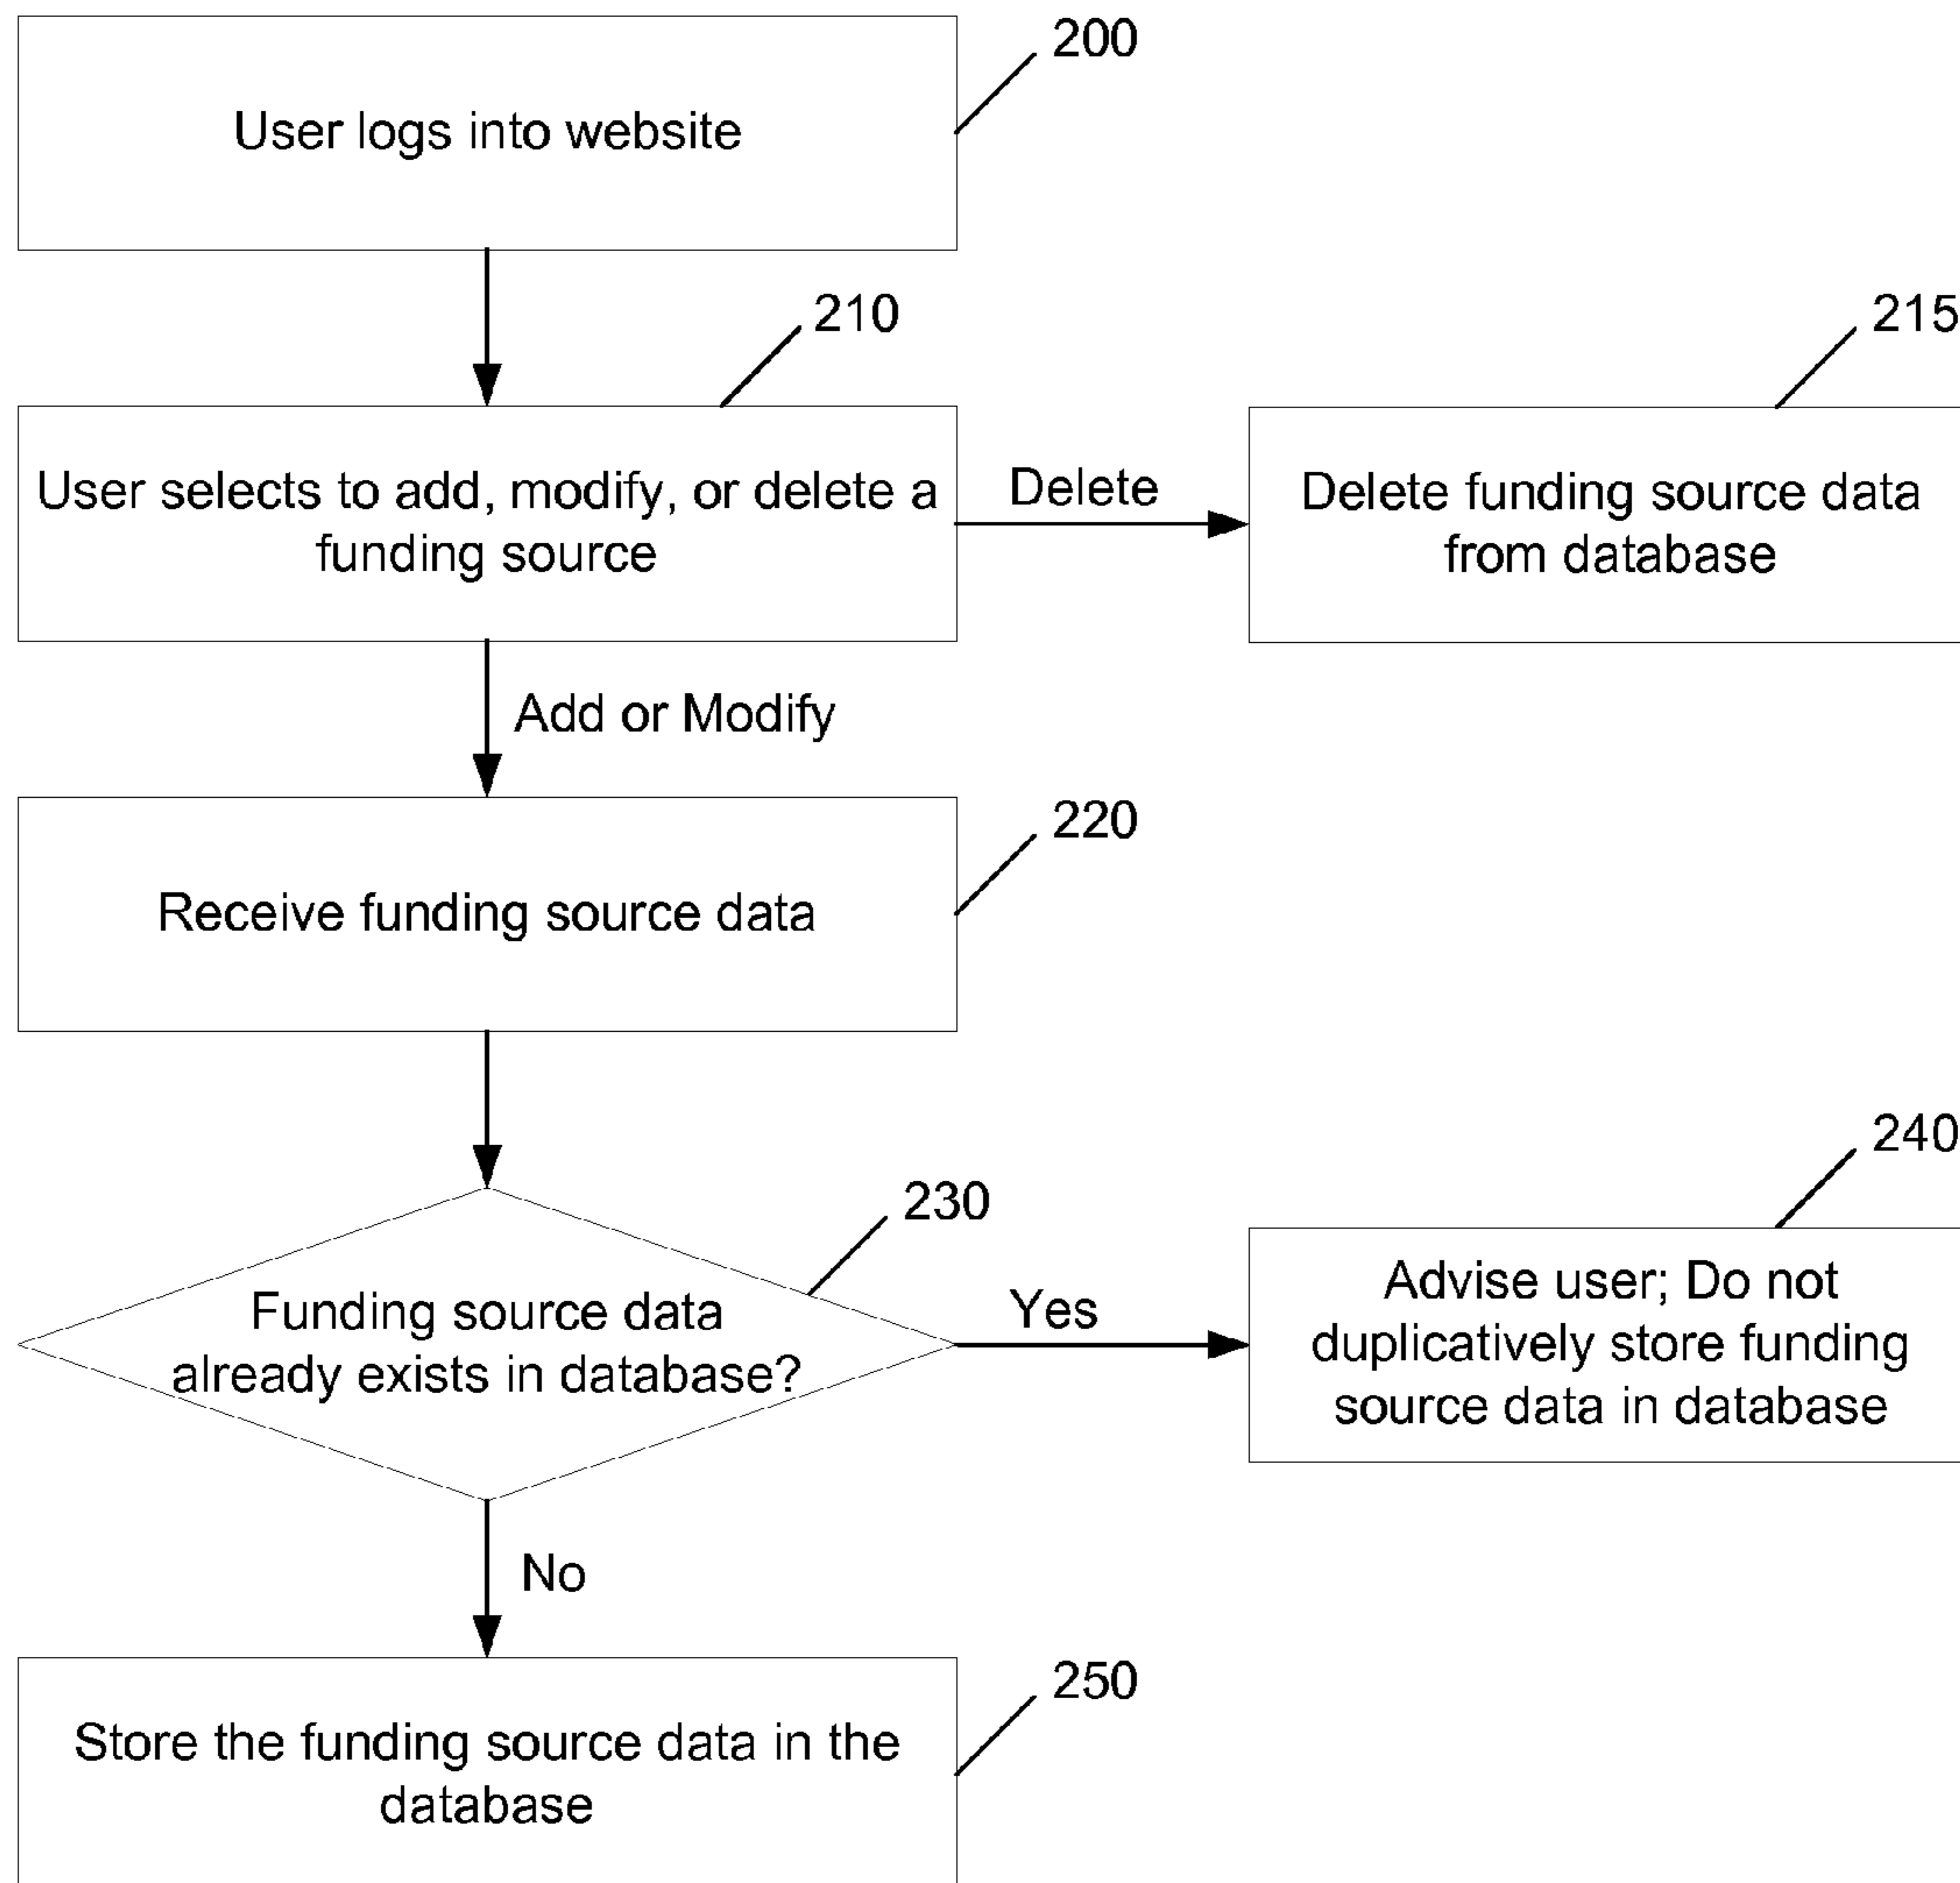 200
User logs into website
210
215
User selects to add, modify, or delete a
funding source
Delete
Delete funding source data
from database
Add or Modify
220
Receive funding source data
230
240
Funding source data
already exists in database?
Yes
Advise user; Do not
duplicatively store funding
source data in database
No
250
Store the funding source data in the
database